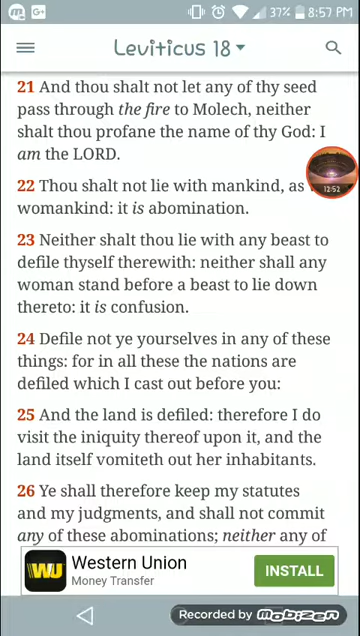 G+ 37% 8:57 PM
Leviticus 18
21 And thou shalt not let any of thy seed
pass through the fire to Molech, neither
shalt thou profane the name of thy God: I
am the LORD.
22 Thou shalt not lie with mankind, as
womankind: it is abomination.
12:52
23 Neither shalt thou lie with any beast to
defile thyself therewith: neither shall any
woman stand before a beast to lie down
thereto: it is confusion.
24 Defile not ye yourselves in any of these
things: for in all these the nations are
defiled which I cast out before you:
25 And the land is defiled: therefore I do
visit the iniquity thereof upon it, and the
land itself vomiteth out her inhabitants.
26 Ye shall therefore keep my statutes
and my judgments, and shall not commit
any of these abominations; neither any of
WU
Western Union
Money Transfer
INSTALL
Recorded by mobizen